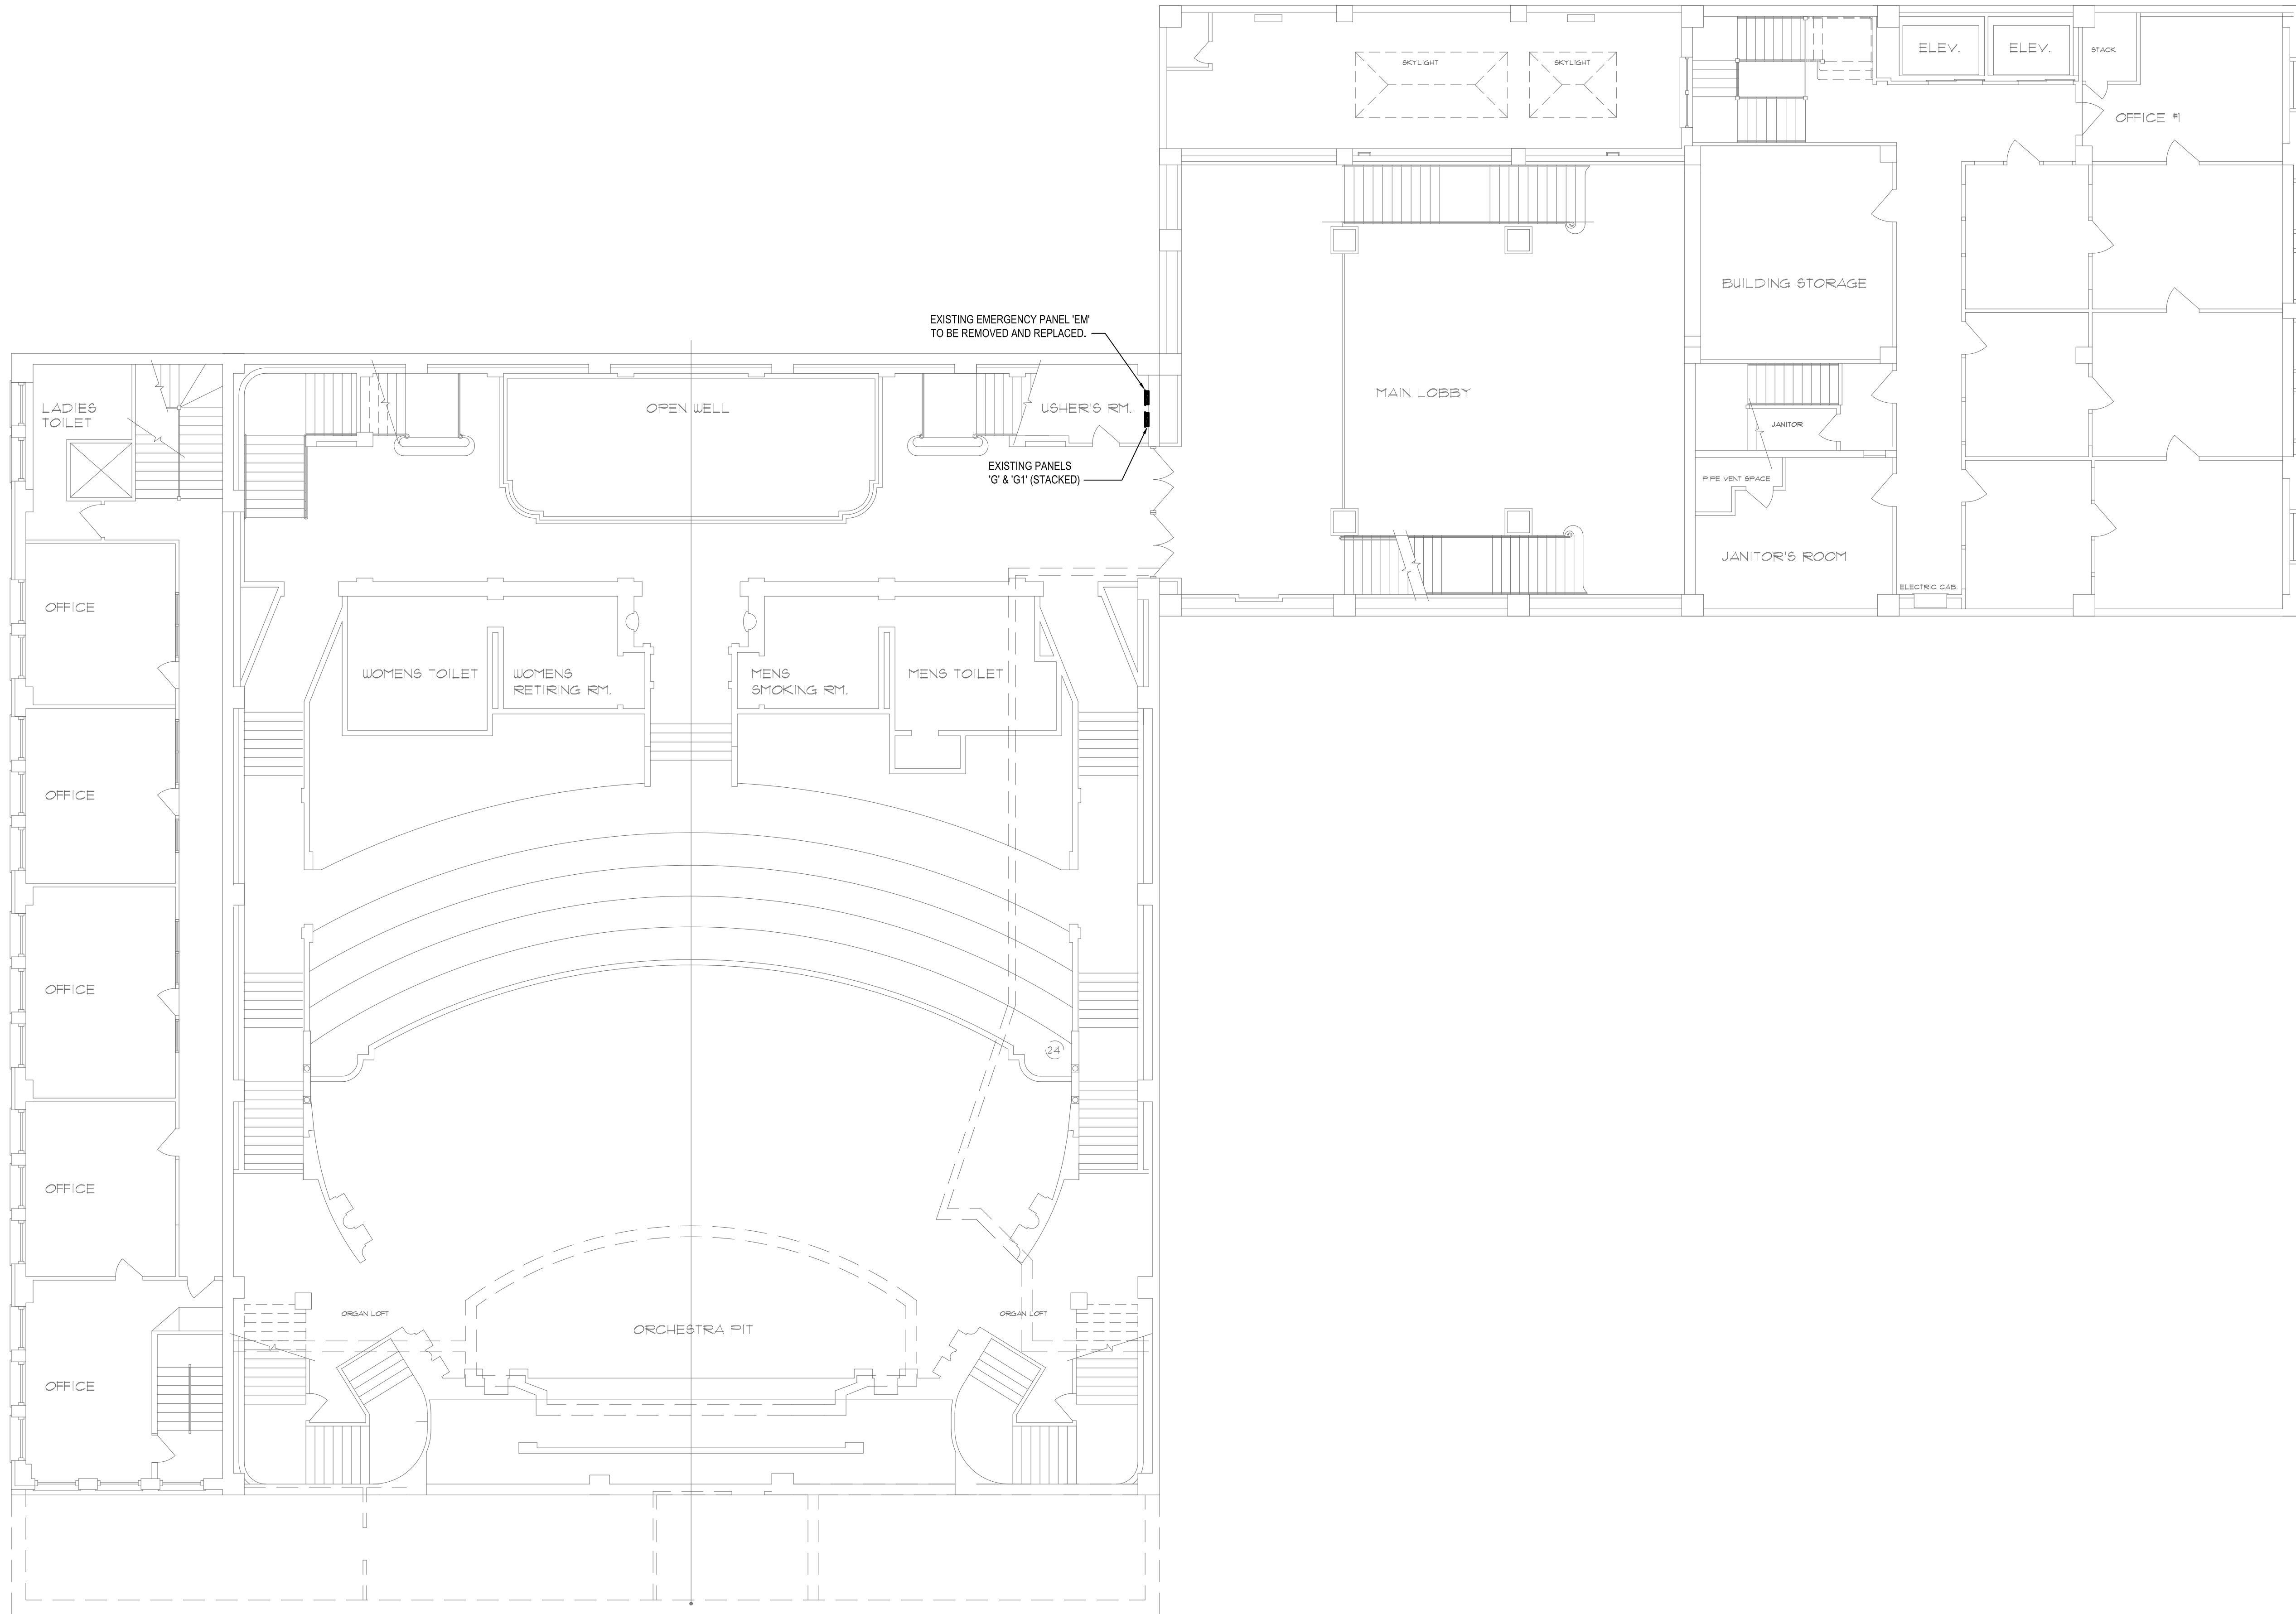 ELEV.
ELEV.
STACK
SKYLIGHT
SKYLIGHT
OFFICE #1
BUILDING STORAGE
EXISTING EMERGENCY PANEL 'EM'
TO BE REMOVED AND REPLACED.
LADIES
TOILET
OPEN WELL
USHER'S RM.
MAIN LOBBY
JANITOR
EXISTING PANELS
'G' & 'G1' (STACKED)
PIPE VENT SPACE
JANITOR'S ROOM
ELECTRIC CAB.
OFFICE
WOMENS TOILET
WOMENS
RETIRING RM.
MENS
SMOKING RM.
MENS TOILET
OFFICE
OFFICE
24
OFFICE
ORGAN LOFT
ORGAN LOFT
ORCHESTRA PIT
OFFICE